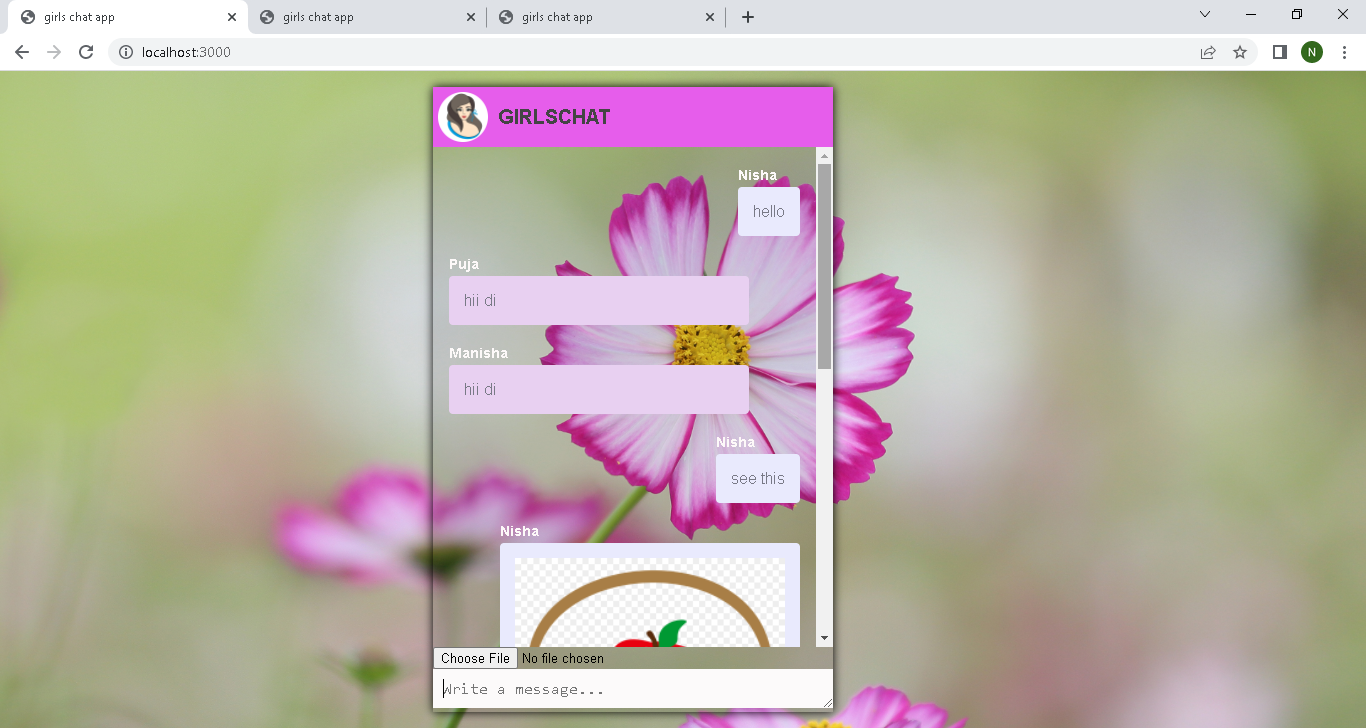 girls chat app
girls chat app
girls chat app
localhost:3000
N
GIRLSCHAT
Nisha
hello
Puja
hii di
Manisha
hii di
Nisha
see this
Nisha
Choose File No file chosen
Write a message...